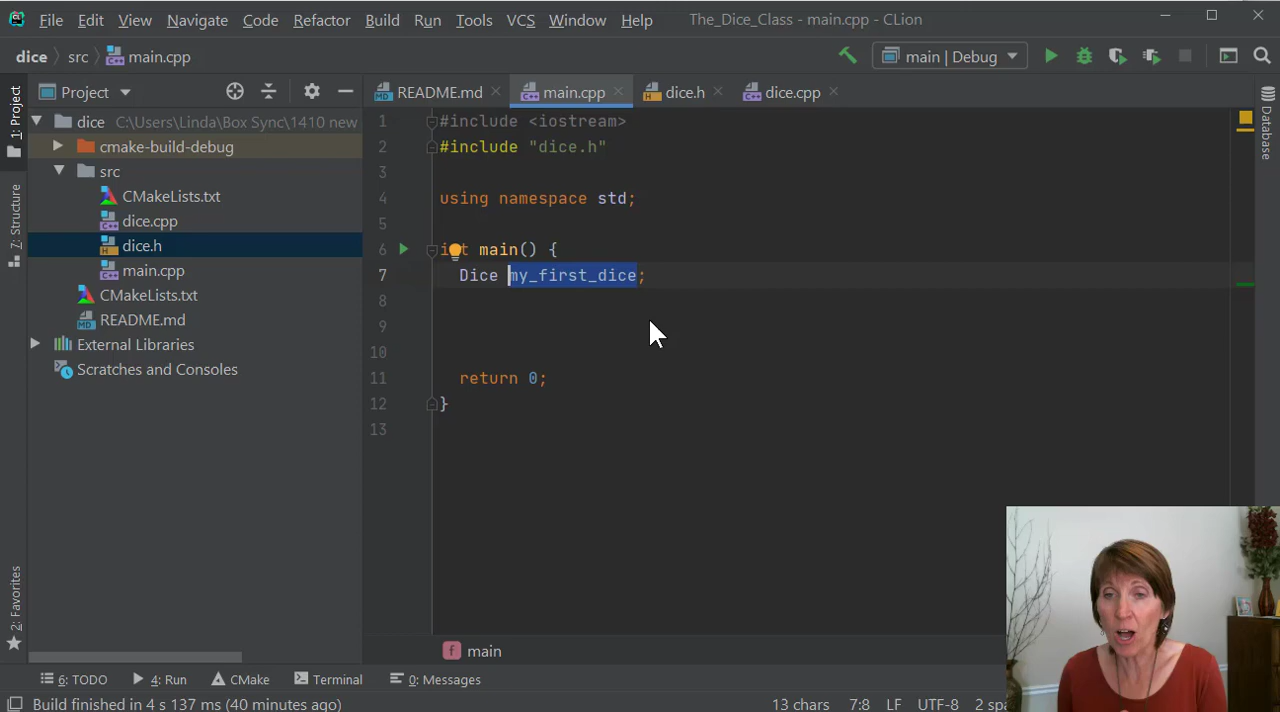 File Edit View Navigate Code Refactor Build Run Tools VCS Window Help The_Dice_Class - main.cpp - CLion
dice src main.cpp main | Debug
1: Project
Project
README.md main.cpp dice.h dice.cpp
Database
dice C:\Users\Linda\Box Sync\1410 new
cmake-build-debug
src
CMakeLists.txt
dice.cpp
dice.h
main.cpp
CMakeLists.txt
README.md
External Libraries
Scratches and Consoles
7: Structure
2: Favorites
1 #include <iostream>
2 #include "dice.h"
3
4 using namespace std;
5
6 int main() {
7 Dice my_first_dice;
8
9
10
11 return 0;
12 }
13
f main
6: TODO 4: Run CMake Terminal 0: Messages
Build finished in 4 s 137 ms (40 minutes ago) 13 chars 7:8 LF UTF-8 2